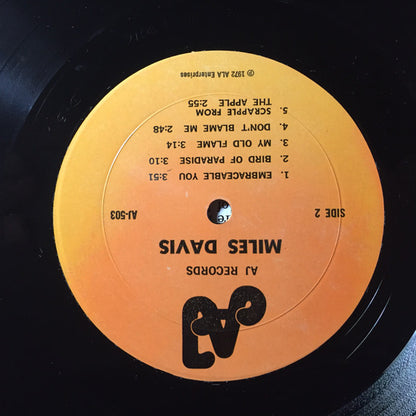 AJ
AJ RECORDS
MILES DAVIS
SIDE 2 AJ-503
1. EMBRACEABLE YOU 3:51
2. BIRD OF PARADISE 3:10
3. MY OLD FLAME 3:14
4. DON'T BLAME ME 2:48
5. SCRAPPLE FROM
THE APPLE 2:55
℗ 1972 ALA Enterprises